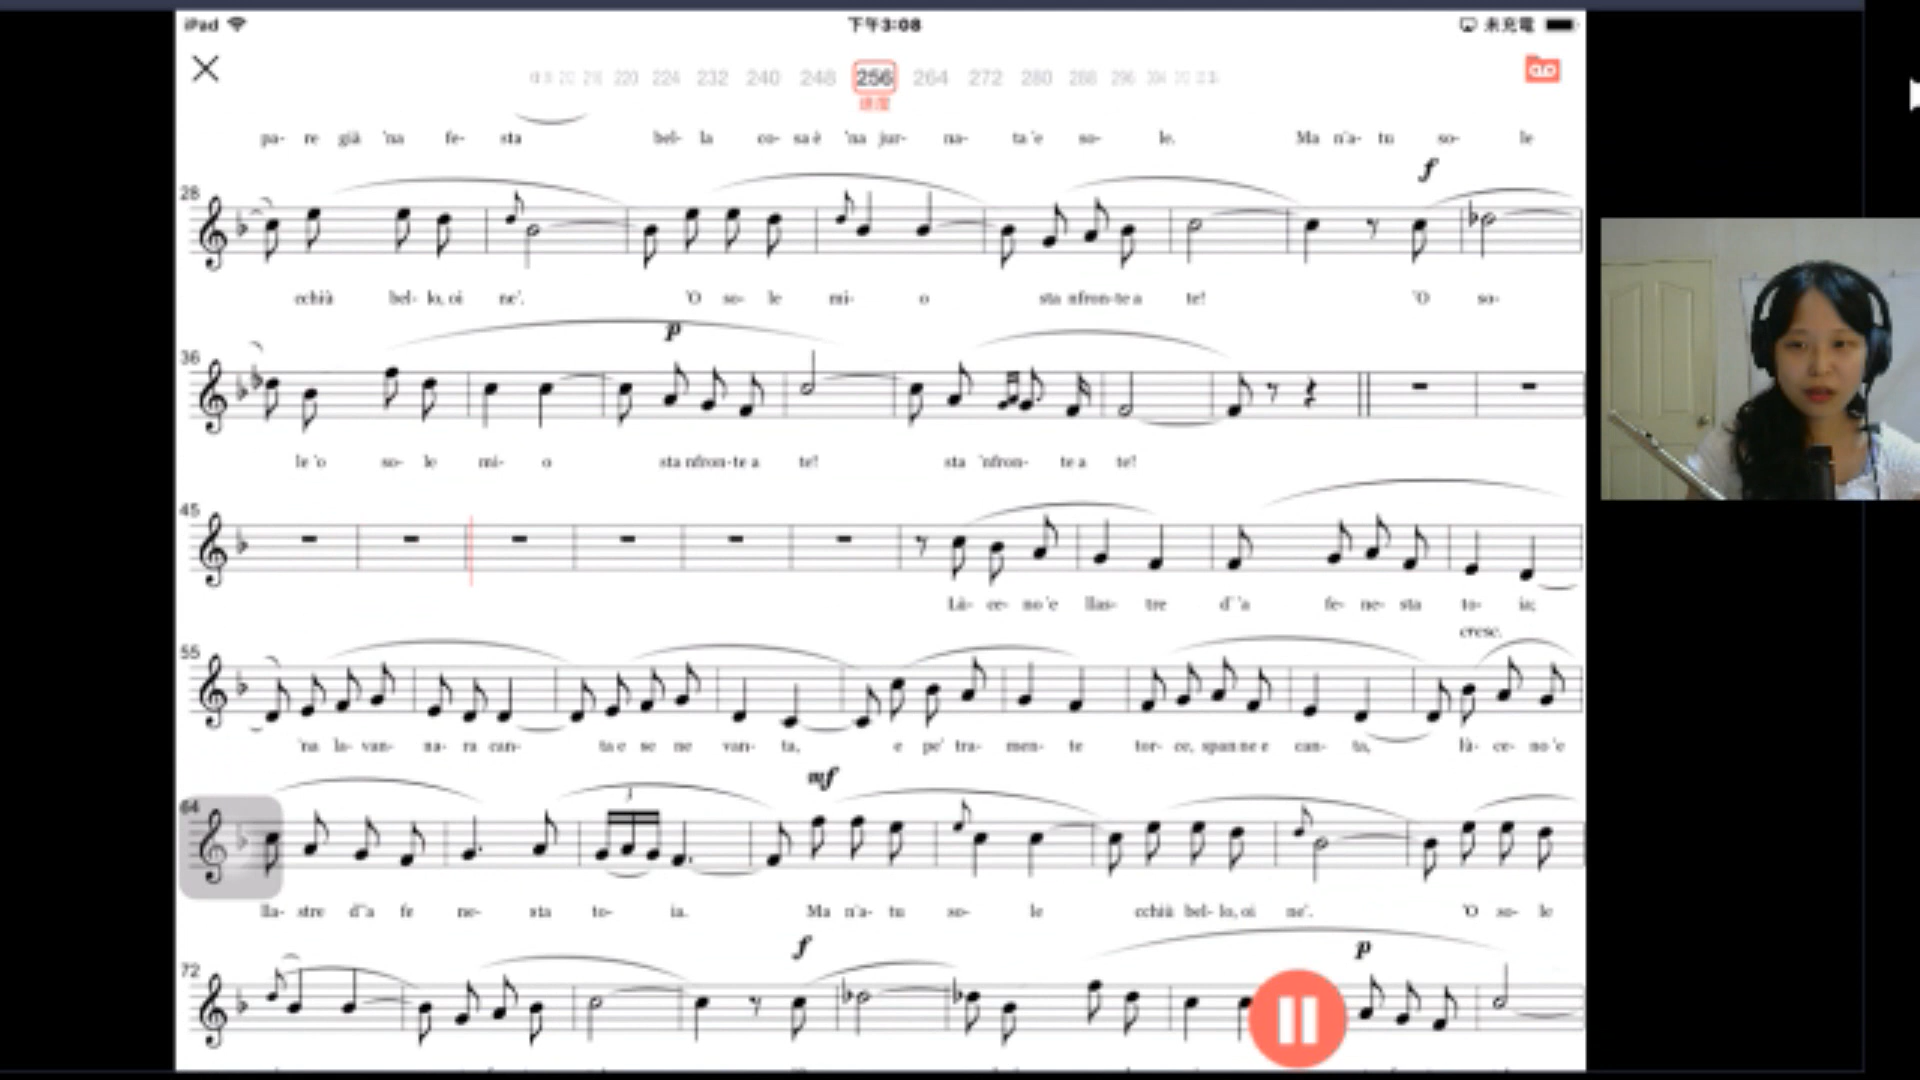 iPad 下午3:08 未充電
220 224 232 240 248 256 264 272 280 288 296
速度
pa- re già 'na fe- sta bel- la co- sa è 'na jur- na- ta 'e so- le. Ma n'a- tu so- le
f
28
cchiù bel- lo, oi ne'. 'O so- le mi- o sta nfron- te a te! 'O so-
p
36
le 'o so- le mi- o sta nfron- te a te! sta 'nfron- te a te!
45
Lù- ce- no 'e llas- tre d' 'a fe- ne- sta to- ia;
cresc.
55
'na la- van- na- ra can- ta e se ne van- ta, e pe' tra- men- te tor- ce, span ne e can- ta, lù- ce- no 'e
mf
64
3
lla- stre d'a fe ne- sta to- ia. Ma n'a- tu so- le cchiù bel- lo, oi ne'. 'O so- le
f p
72